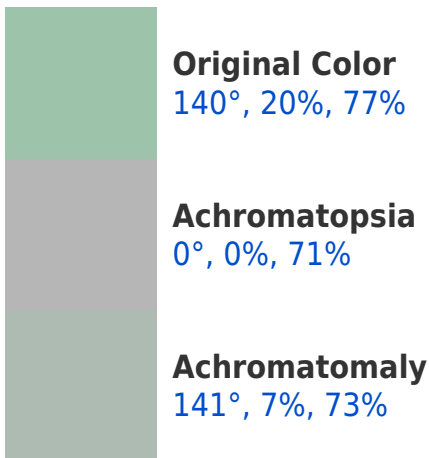 Original Color
140°, 20%, 77%
Achromatopsia
0°, 0%, 71%
Achromatomaly
141°, 7%, 73%